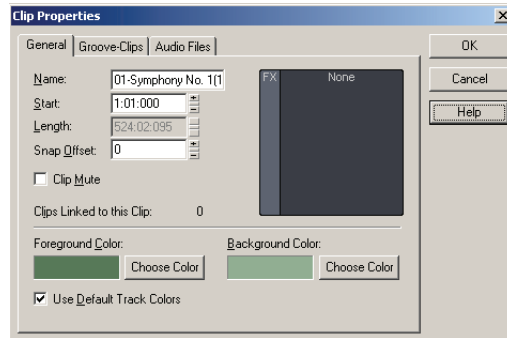 Clip Properties
General Groove-Clips Audio Files
OK
Cancel
Help
Name: 01-Symphony No. 1(1
Start: 1:01:000
Length: 524:02:095
Snap Offset: 0
FX None
Clip Mute
Clips Linked to this Clip: 0
Foreground Color: Background Color:
Choose Color Choose Color
Use Default Track Colors